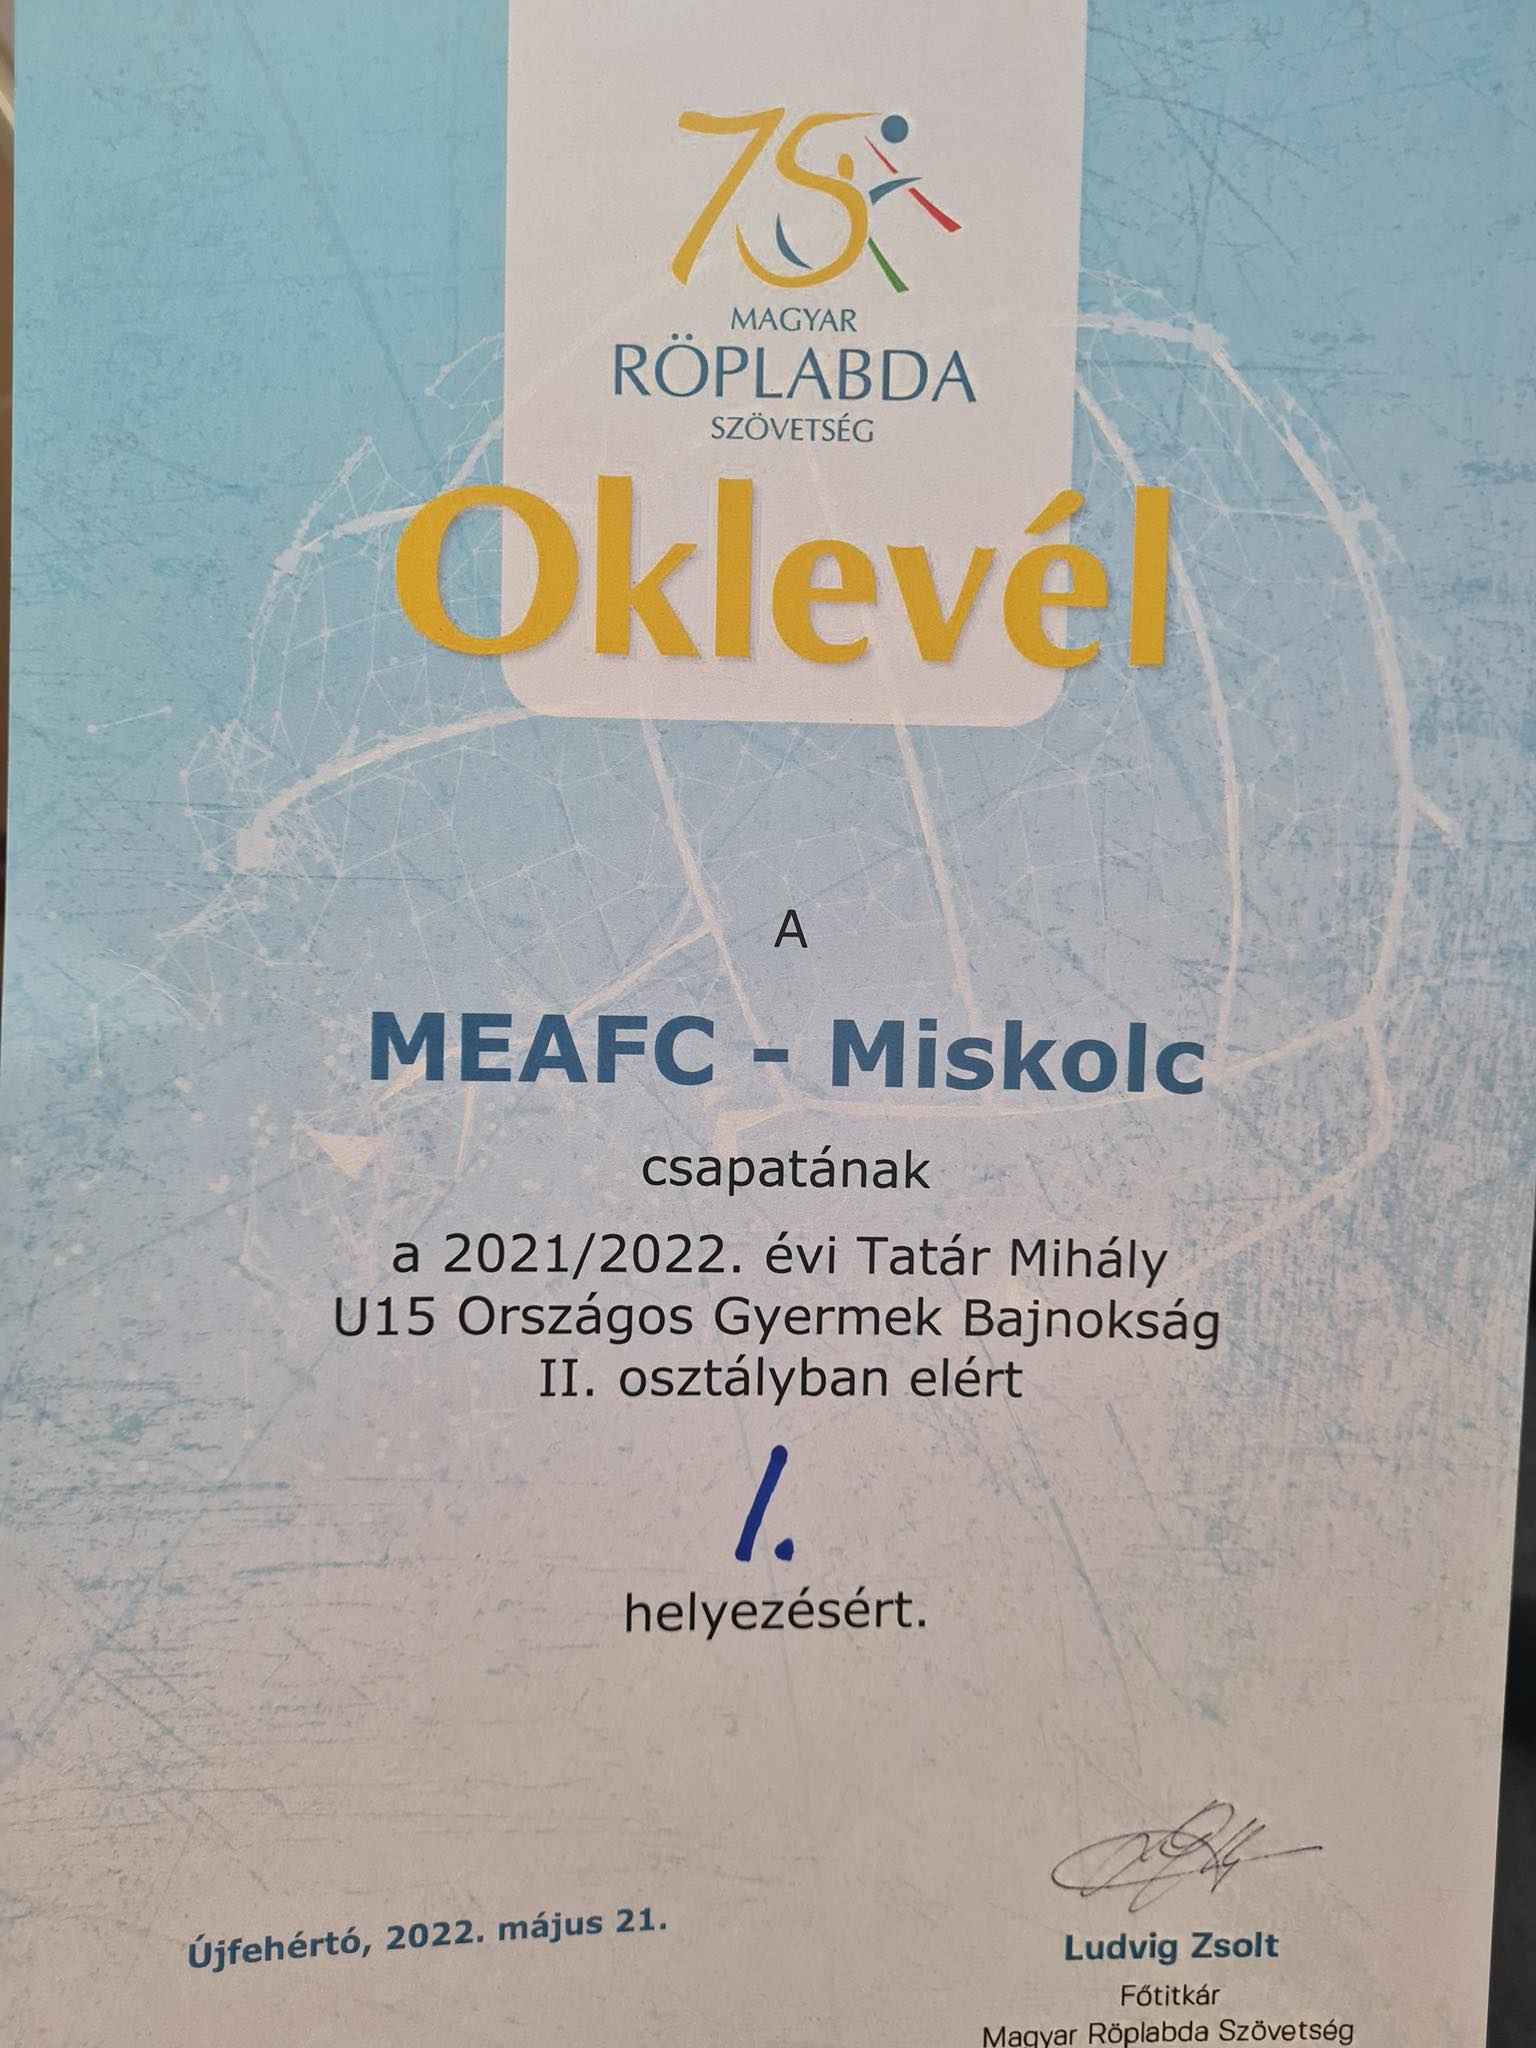 75
MAGYAR
RÖPLABDA
SZÖVETSÉG
Oklevél
A
MEAFC - Miskolc
csapatának
a 2021/2022. évi Tatár Mihály
U15 Országos Gyermek Bajnokság
II. osztályban elért
1.
helyezésért.
Újfehértó, 2022. május 21.
Ludvig Zsolt
Főtitkár
Magyar Röplabda Szövetség